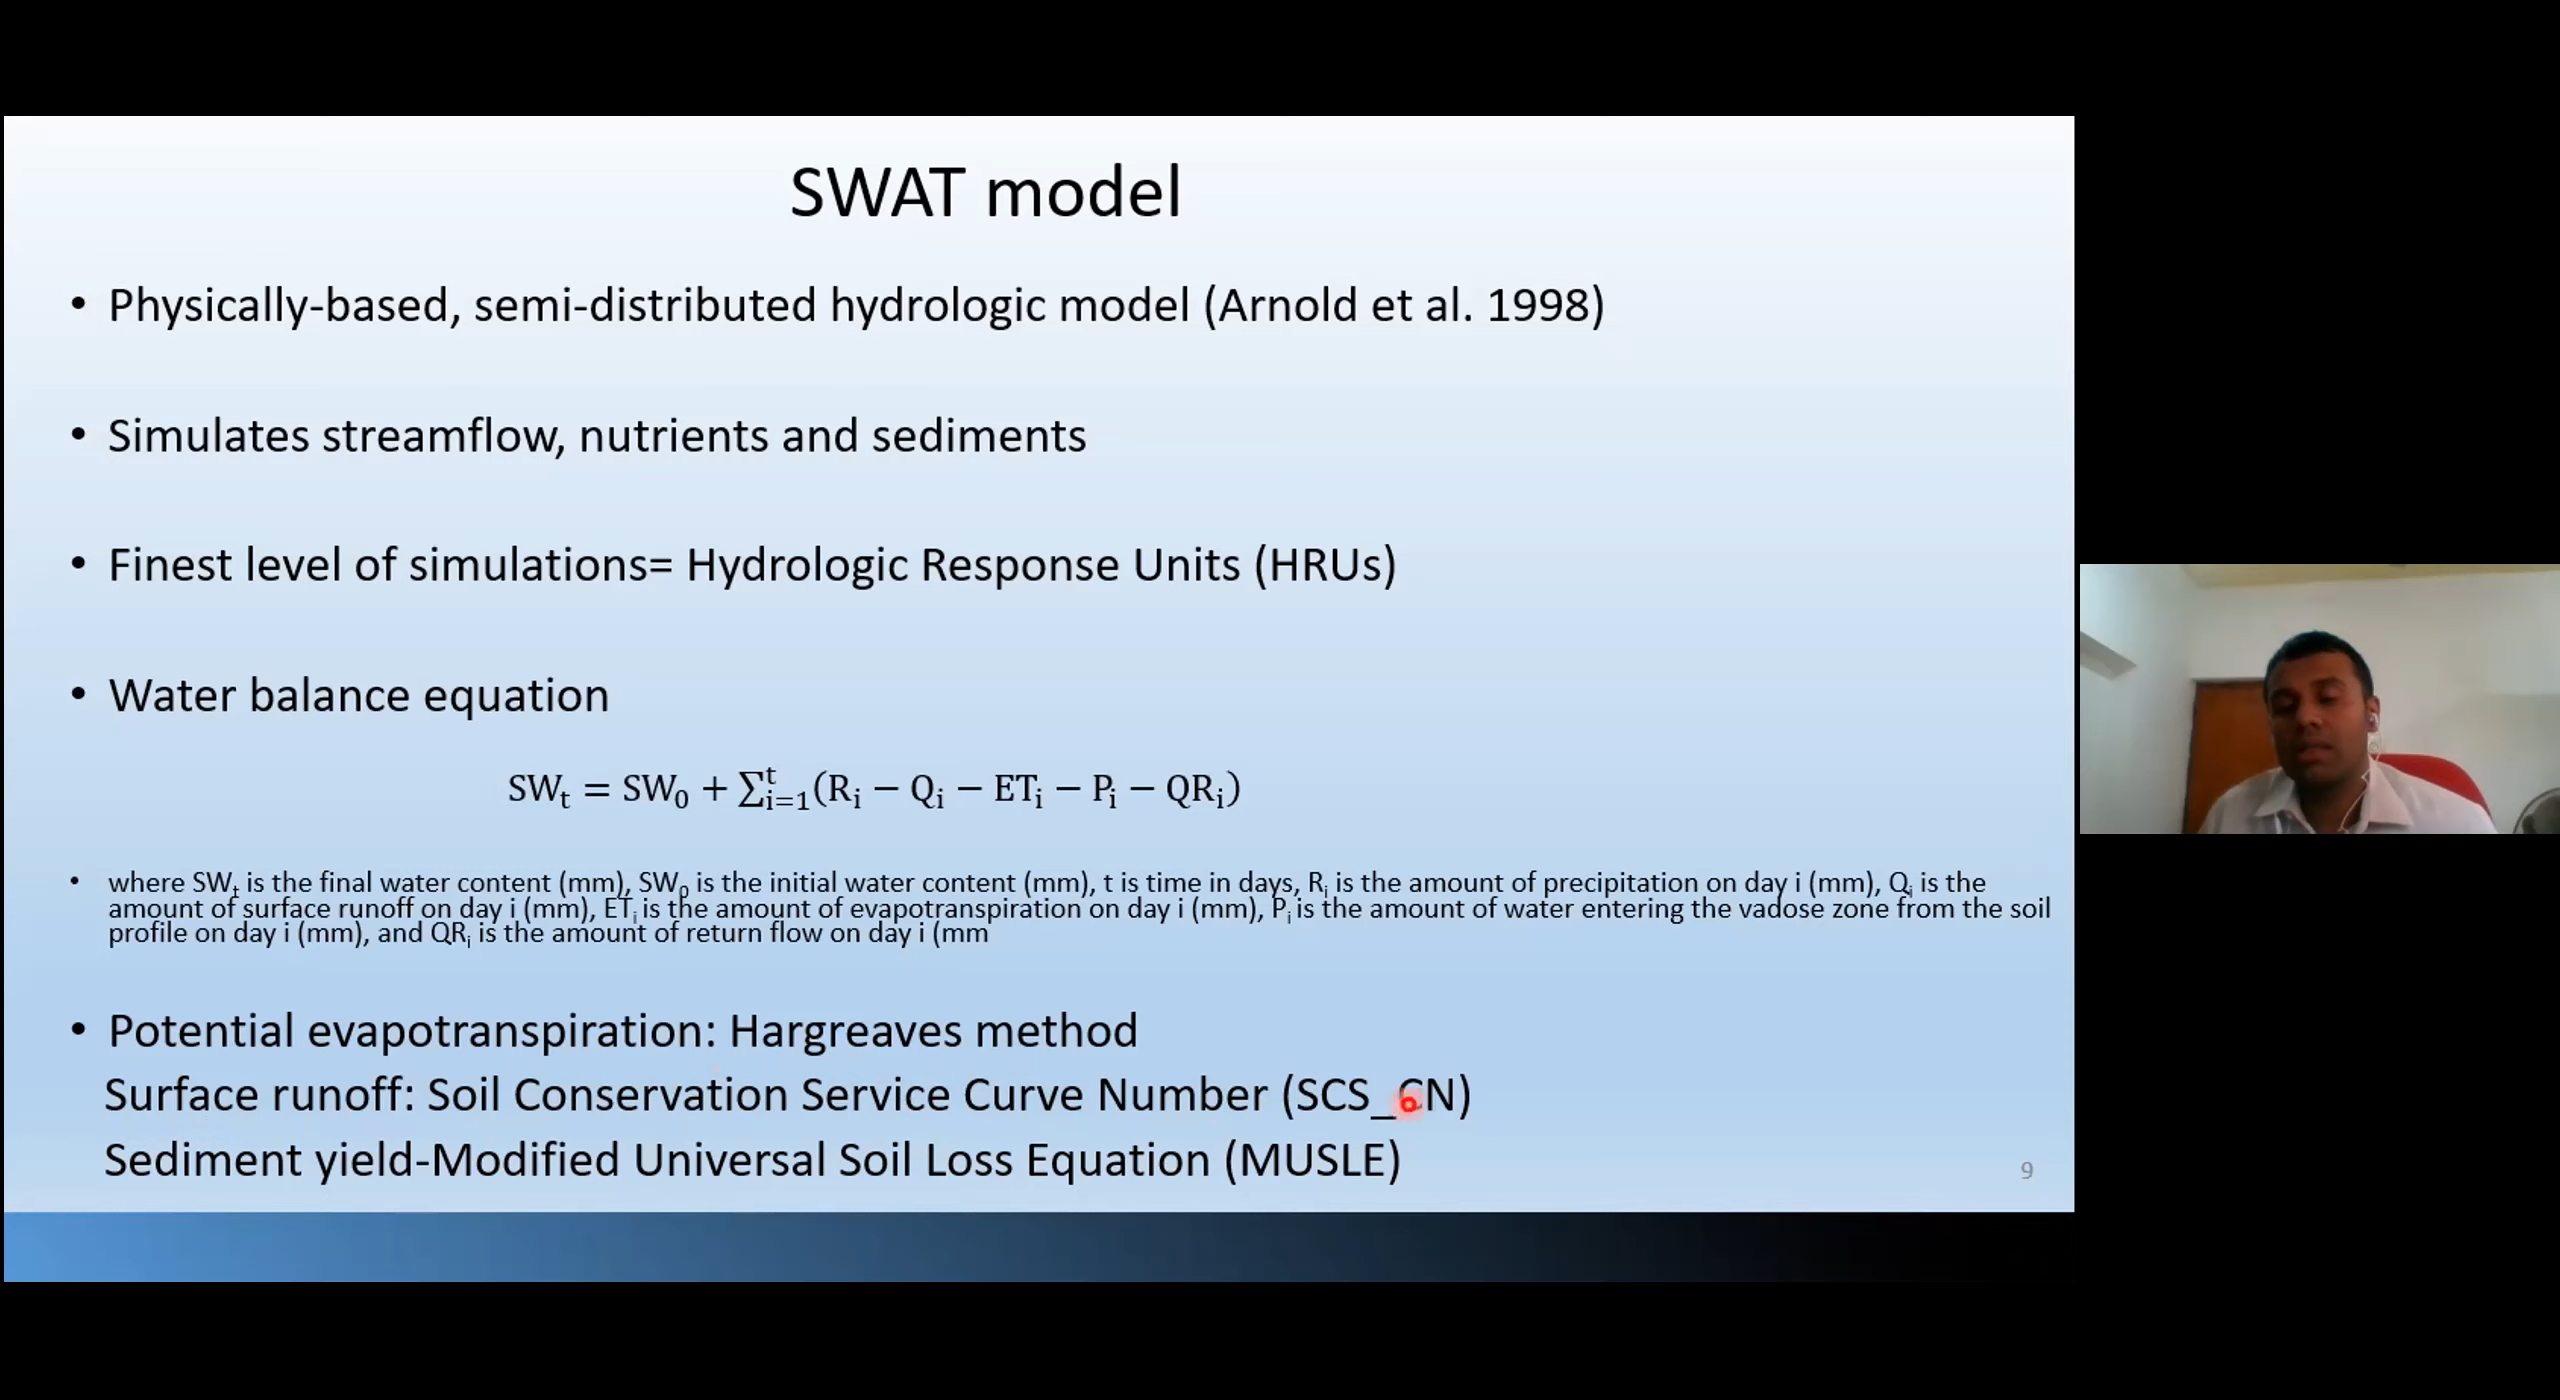 SWAT model
• Physically-based, semi-distributed hydrologic model (Arnold et al. 1998)
• Simulates streamflow, nutrients and sediments
• Finest level of simulations= Hydrologic Response Units (HRUs)
• Water balance equation
SWₜ = SW₀ + ∑ᵗᵢ₌₁(Rᵢ − Qᵢ − ETᵢ − Pᵢ − QRᵢ)
• where SWₜ is the final water content (mm), SW₀ is the initial water content (mm), t is time in days, Rᵢ is the amount of precipitation on day i (mm), Qᵢ is the
amount of surface runoff on day i (mm), ETᵢ is the amount of evapotranspiration on day i (mm), Pᵢ is the amount of water entering the vadose zone from the soil
profile on day i (mm), and QRᵢ is the amount of return flow on day i (mm
• Potential evapotranspiration: Hargreaves method
Surface runoff: Soil Conservation Service Curve Number (SCS_CN)
Sediment yield-Modified Universal Soil Loss Equation (MUSLE)
9